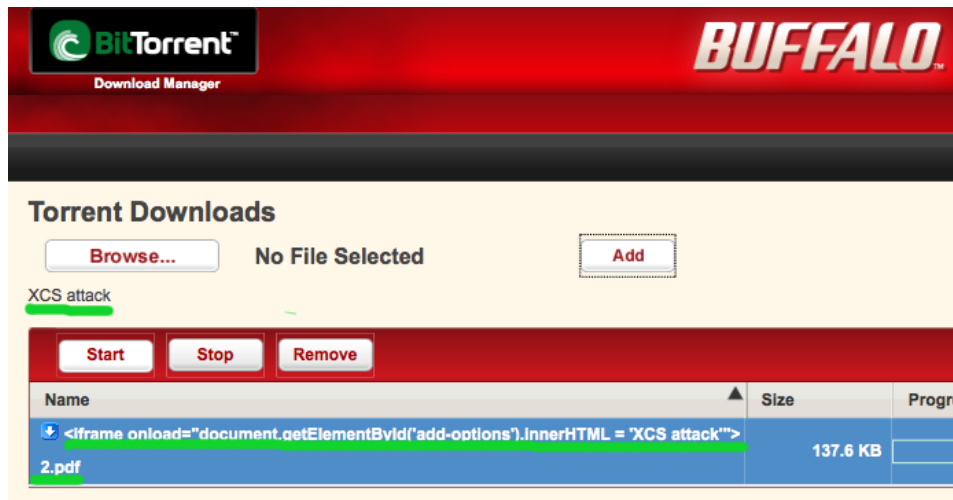 BitTorrent™
Download Manager
BUFFALO™
Torrent Downloads
Browse...
No File Selected
Add
XCS attack
Start
Stop
Remove
Name
Size
Progr
<iframe onload="document.getElementById('add-options').innerHTML = 'XCS attack'">
137.6 KB
2.pdf